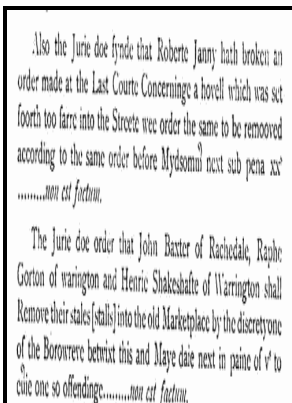 Also the Jurie doe fynde that Roberte Janny hath broken an
order made at the Last Courte Concerninge a hovell which was set
foorth too farre into the Streete wee order the same to be remooved
according to the same order before Mydsomṁ next sub pena xxˢ
.........non est factum.
The Jurie doe order that John Baxter of Rachedale, Raphe
Gorton of warington and Henrie Shakeshafte of Warrington shall
Remove their stales [stalls] into the old Marketplace by the discretyone
of the Borowreve betwixt this and Maye daie next in paine of vˢ to
one so offendinge.........non est factum.